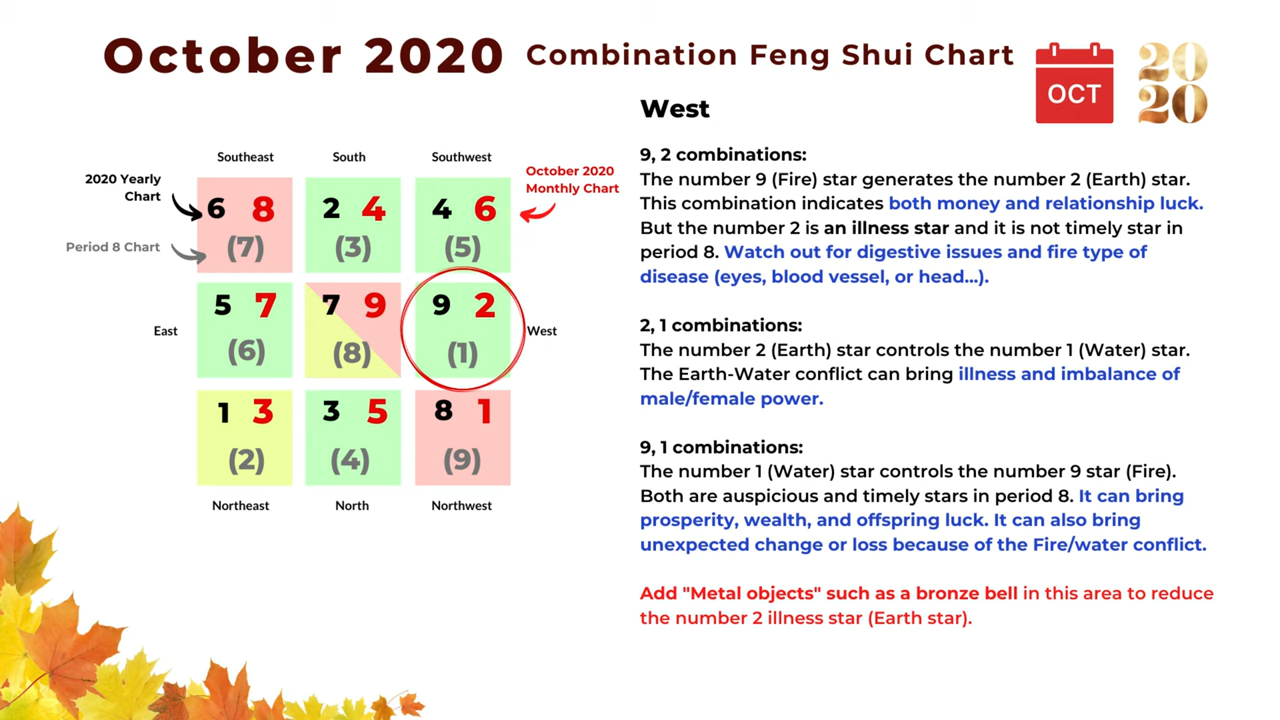 October 2020 Combination Feng Shui Chart
OCT
20
20
West
Southeast South Southwest
2020 Yearly
Chart
October 2020
Monthly Chart
Period 8 Chart
6 8 2 4 4 6
(7) (3) (5)
East
5 7 7 9 9 2
(6) (8) (1)
West
1 3 3 5 8 1
(2) (4) (9)
Northeast North Northwest
9, 2 combinations:
The number 9 (Fire) star generates the number 2 (Earth) star.
This combination indicates both money and relationship luck.
But the number 2 is an illness star and it is not timely star in
period 8. Watch out for digestive issues and fire type of
disease (eyes, blood vessel, or head...).
2, 1 combinations:
The number 2 (Earth) star controls the number 1 (Water) star.
The Earth-Water conflict can bring illness and imbalance of
male/female power.
9, 1 combinations:
The number 1 (Water) star controls the number 9 star (Fire).
Both are auspicious and timely stars in period 8. It can bring
prosperity, wealth, and offspring luck. It can also bring
unexpected change or loss because of the Fire/water conflict.
Add "Metal objects" such as a bronze bell in this area to reduce
the number 2 illness star (Earth star).